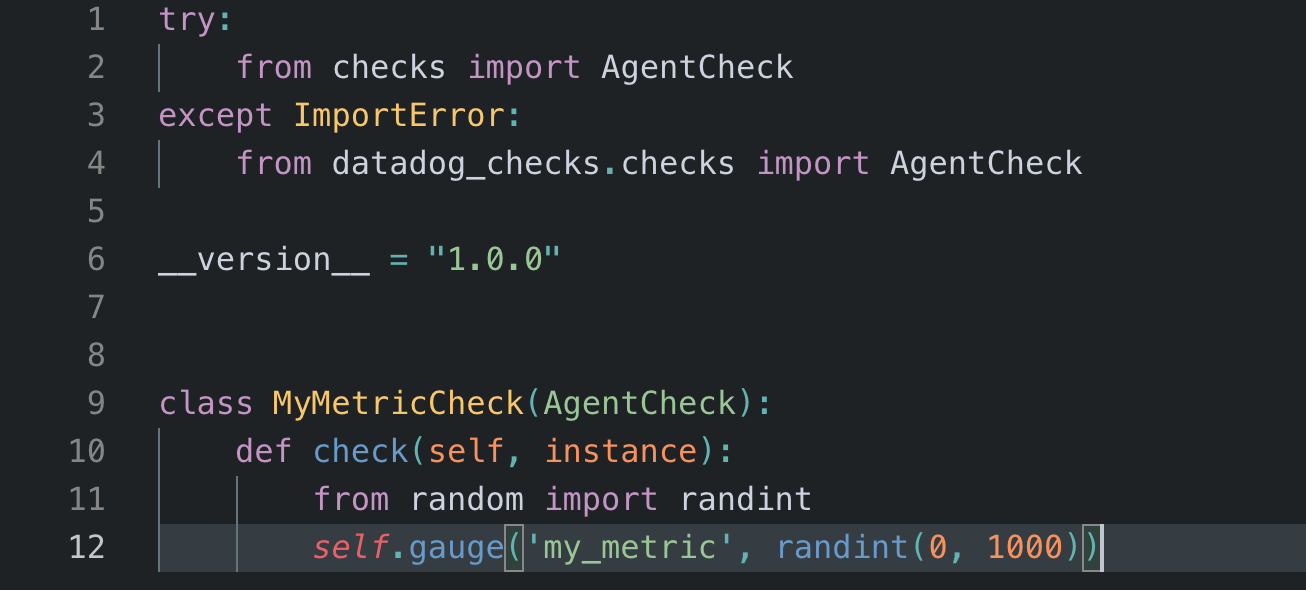 1 try:
2     from checks import AgentCheck
3 except ImportError:
4     from datadog_checks.checks import AgentCheck
5
6 __version__ = "1.0.0"
7
8
9 class MyMetricCheck(AgentCheck):
10     def check(self, instance):
11         from random import randint
12         self.gauge('my_metric', randint(0, 1000))